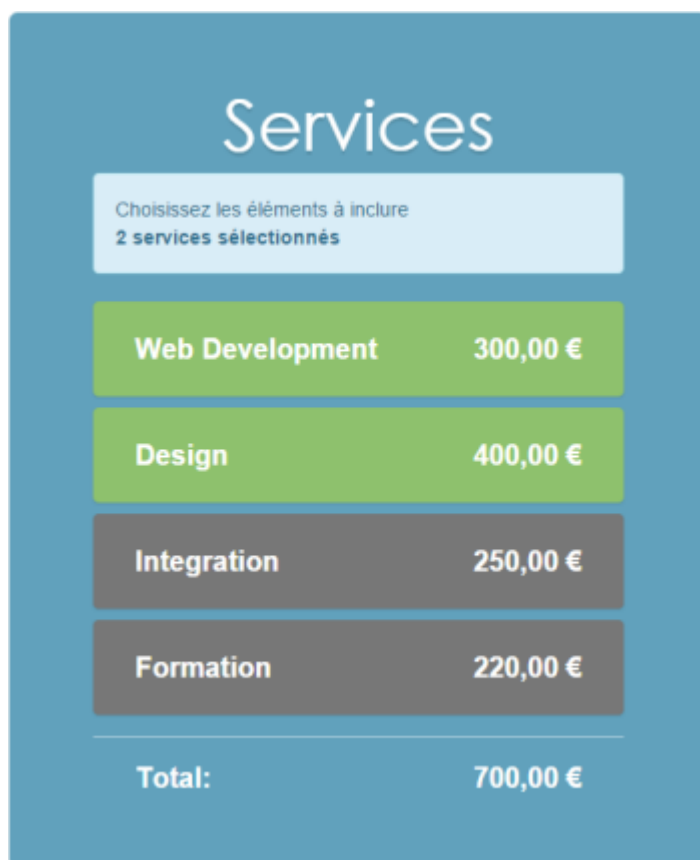 Services
Choisissez les éléments à inclure
2 services sélectionnés
Web Development 300,00 €
Design 400,00 €
Integration 250,00 €
Formation 220,00 €
Total: 700,00 €